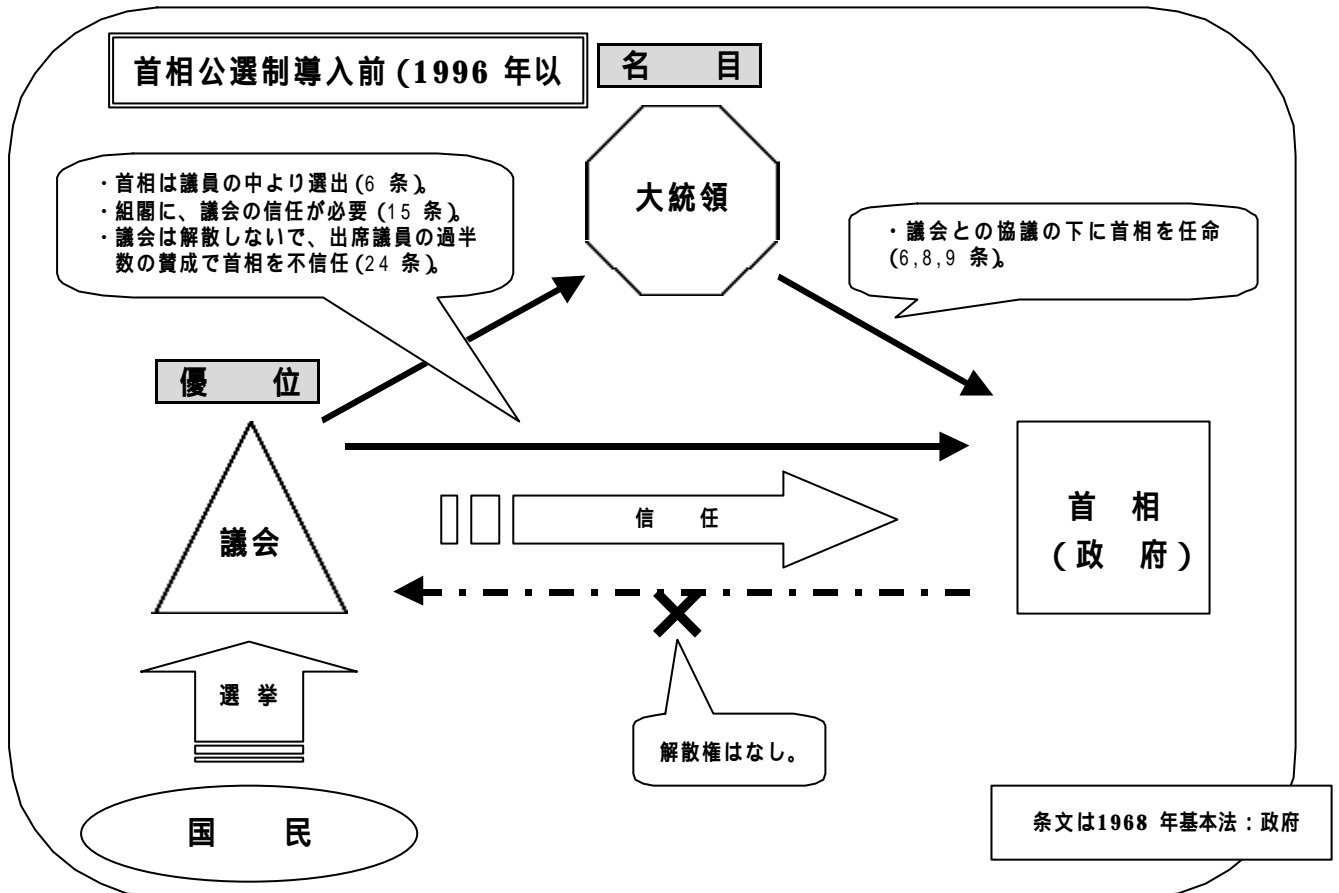 首相公選制導入前(1996 年以
名 目
大統領
・首相は議員の中より選出(6 条)。
・組閣に、議会の信任が必要(15 条)。
・議会は解散しないで、出席議員の過半
数の賛成で首相を不信任(24 条)。
・議会との協議の下に首相を任命
(6,8,9 条)。
優 位
議会
信 任
首 相
(政 府)
選 挙
解散権はなし。
国 民
条文は1968 年基本法:政府